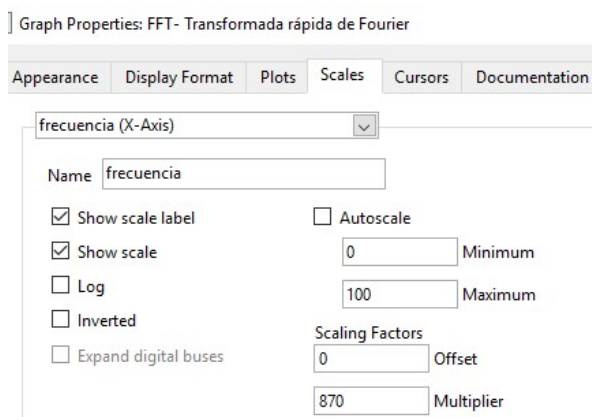 Graph Properties: FFT- Transformada rápida de Fourier
Appearance Display Format Plots Scales Cursors Documentation
frecuencia (X-Axis)
Name frecuencia
Show scale label Autoscale
Show scale 0 Minimum
Log 100 Maximum
Inverted Scaling Factors
Expand digital buses 0 Offset
870 Multiplier